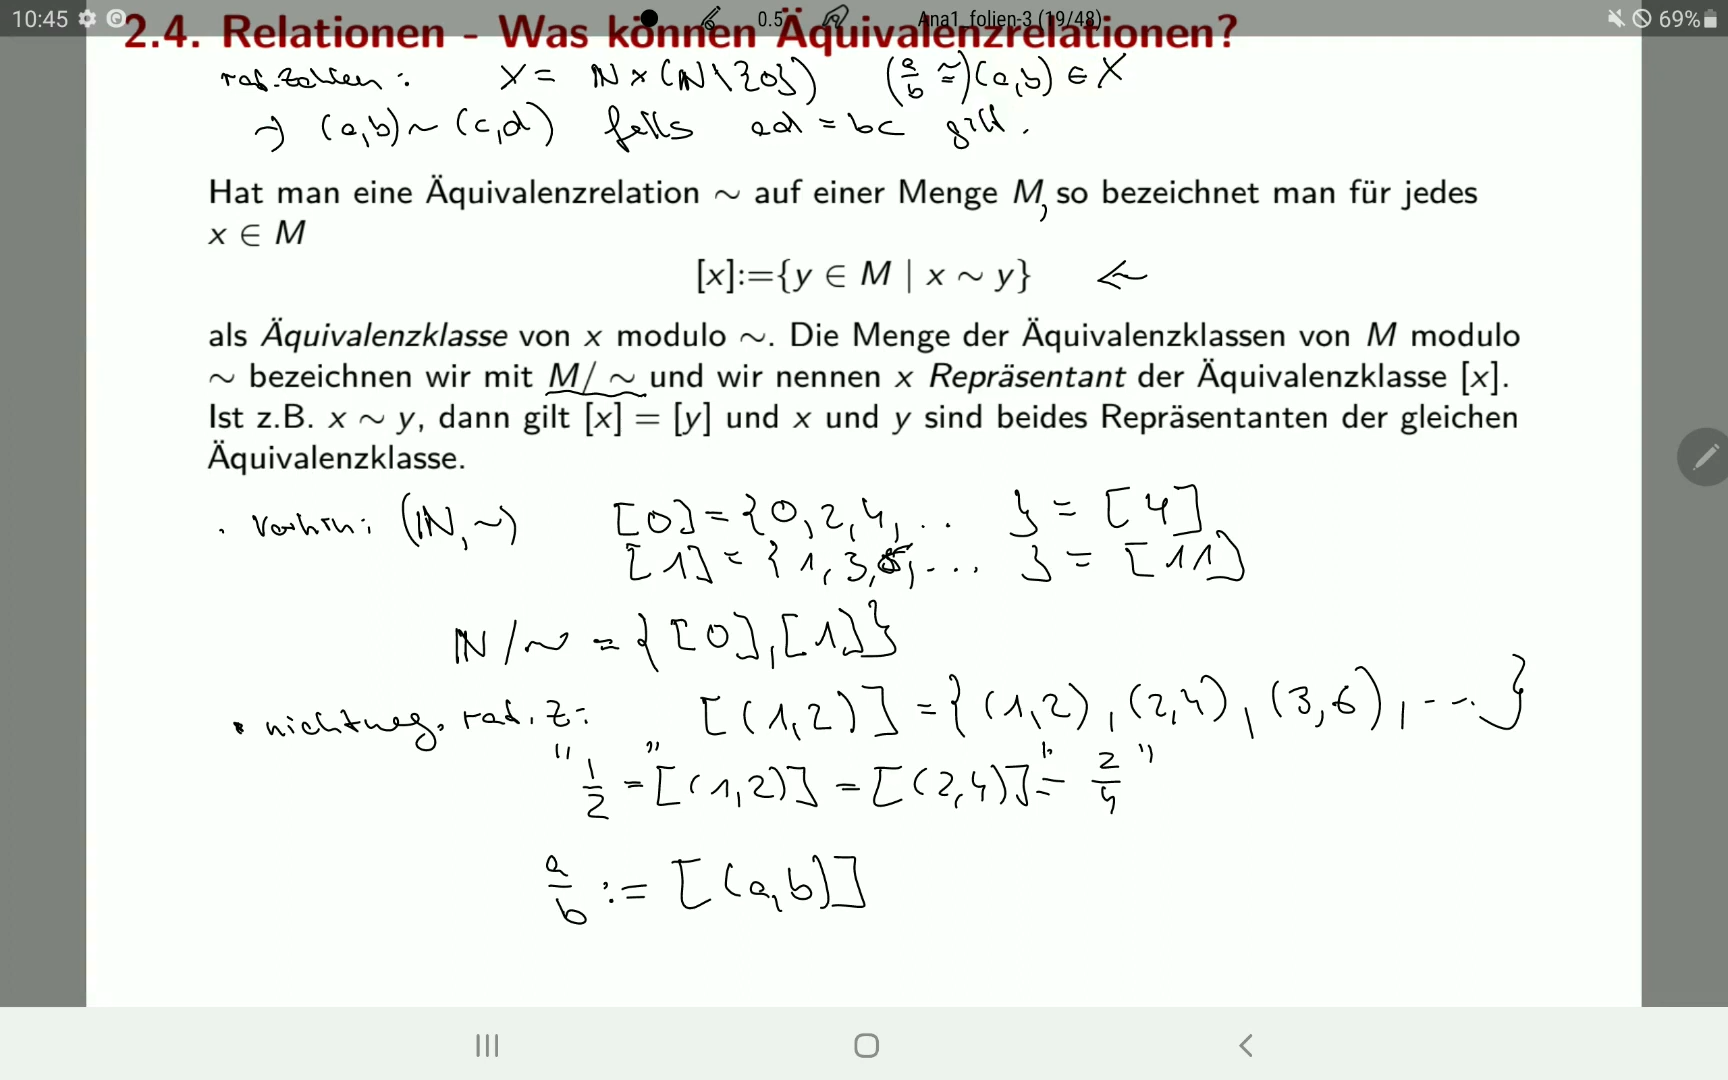 10:45 0.5 Ana1_folien-3 (19/48) 69%
2.4. Relationen - Was können Äquivalenzrelationen?
rat. Zahlen: X = ℕ × (ℕ\{0}) (a/b ≈) (a,b) ∈ X
→ (a,b) ~ (c,d) falls ad = bc gilt.
Hat man eine Äquivalenzrelation ∼ auf einer Menge M, so bezeichnet man für jedes
x ∈ M
[x]:={y ∈ M | x ∼ y} ←
als Äquivalenzklasse von x modulo ∼. Die Menge der Äquivalenzklassen von M modulo
∼ bezeichnen wir mit M/ ∼ und wir nennen x Repräsentant der Äquivalenzklasse [x].
Ist z.B. x ∼ y, dann gilt [x] = [y] und x und y sind beides Repräsentanten der gleichen
Äquivalenzklasse.
· Vorhin: (ℕ, ~) [0] = {0, 2, 4, ... } = [4]
[1] = {1, 3, 5, ... } = [11]
ℕ/~ = {[0], [1]}
• nichtneg. rat. Z: [(1,2)] = {(1,2), (2,4), (3,6), ...}
"1/2" = [(1,2)] = [(2,4)] = "2/4"
a/b := [(a,b)]